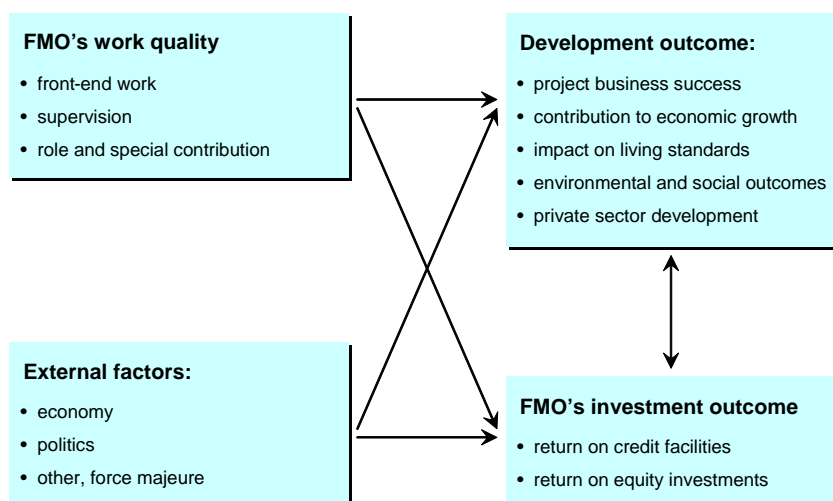 FMO's work quality
• front-end work
• supervision
• role and special contribution
Development outcome:
• project business success
• contribution to economic growth
• impact on living standards
• environmental and social outcomes
• private sector development
External factors:
• economy
• politics
• other, force majeure
FMO's investment outcome
• return on credit facilities
• return on equity investments